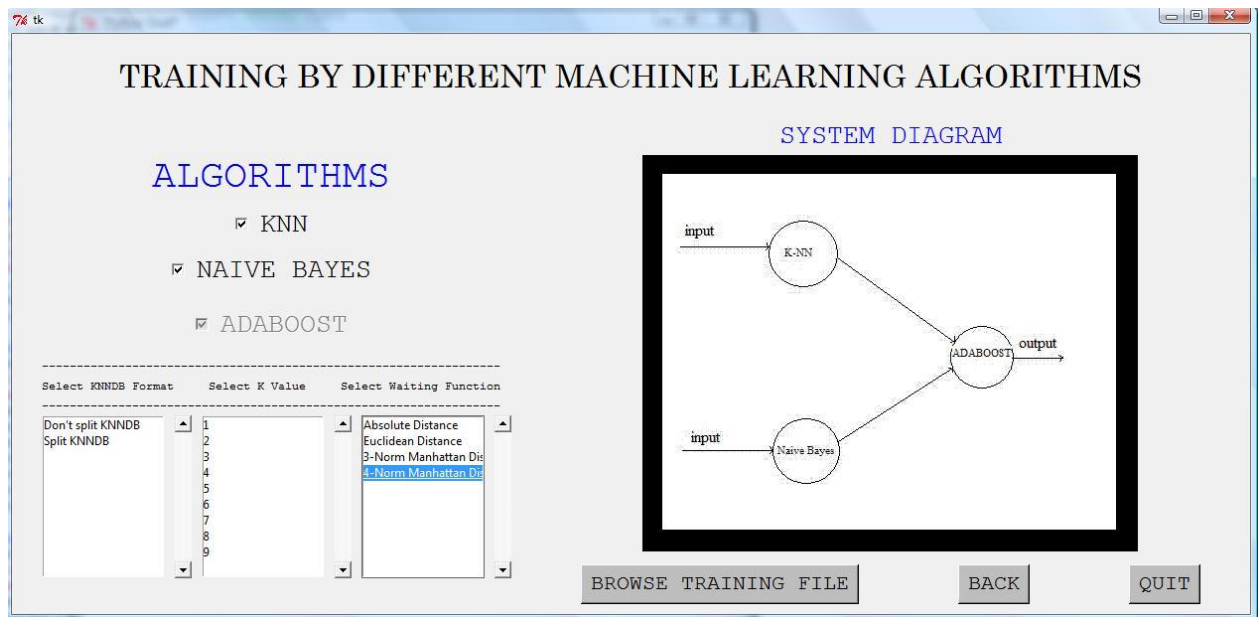 tk
TRAINING BY DIFFERENT MACHINE LEARNING ALGORITHMS
ALGORITHMS
KNN
NAIVE BAYES
ADABOOST
Select KNNDB Format Select K Value Select Waiting Function
Don't split KNNDB
Split KNNDB
1
2
3
4
5
6
7
8
9
Absolute Distance
Euclidean Distance
3-Norm Manhattan Dis
4-Norm Manhattan Dis
SYSTEM DIAGRAM
input
K-NN
ADABOOST
output
input
Naive Bayes
BROWSE TRAINING FILE
BACK
QUIT